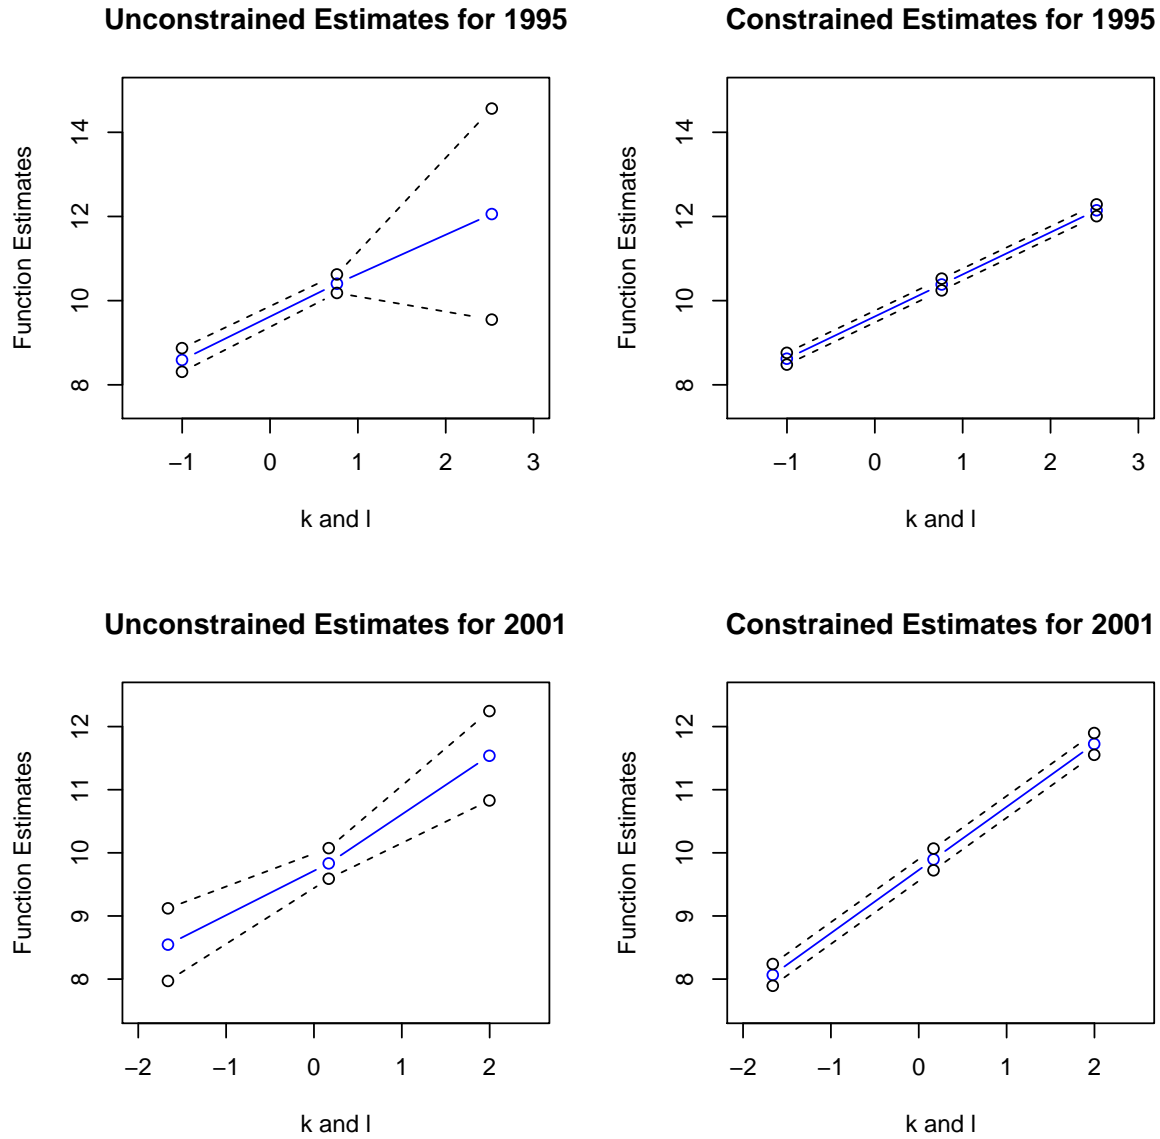 Unconstrained Estimates for 1995
Function Estimates
14
12
10
8
−1 0 1 2 3
k and l
Constrained Estimates for 1995
Function Estimates
14
12
10
8
−1 0 1 2 3
k and l
Unconstrained Estimates for 2001
Function Estimates
12
11
10
9
8
−2 −1 0 1 2
k and l
Constrained Estimates for 2001
Function Estimates
12
11
10
9
8
−2 −1 0 1 2
k and l